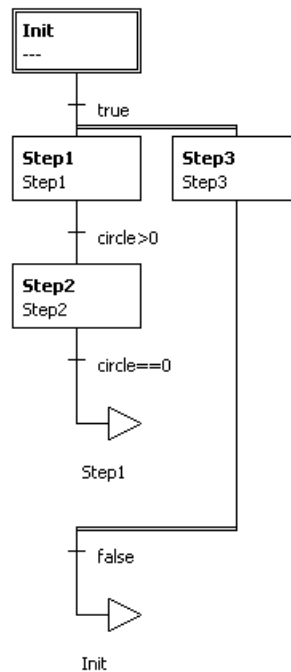 Init
---
true
Step1
Step1
Step3
Step3
circle>0
Step2
Step2
circle==0
Step1
false
Init